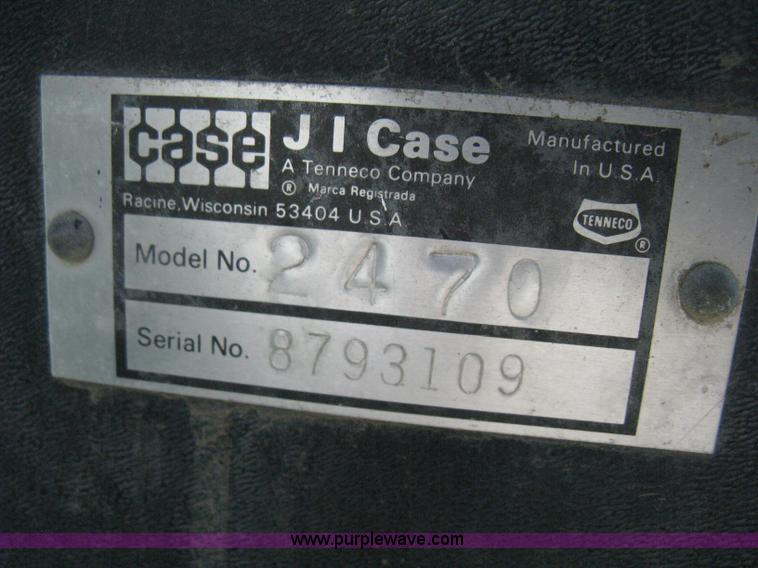 case J I Case Manufactured
A Tenneco Company In U.S.A.
® Marca Registrada
Racine, Wisconsin 53404 U.S.A.
TENNECO ®
Model No. 2470
Serial No. 8793109
www.purplewave.com